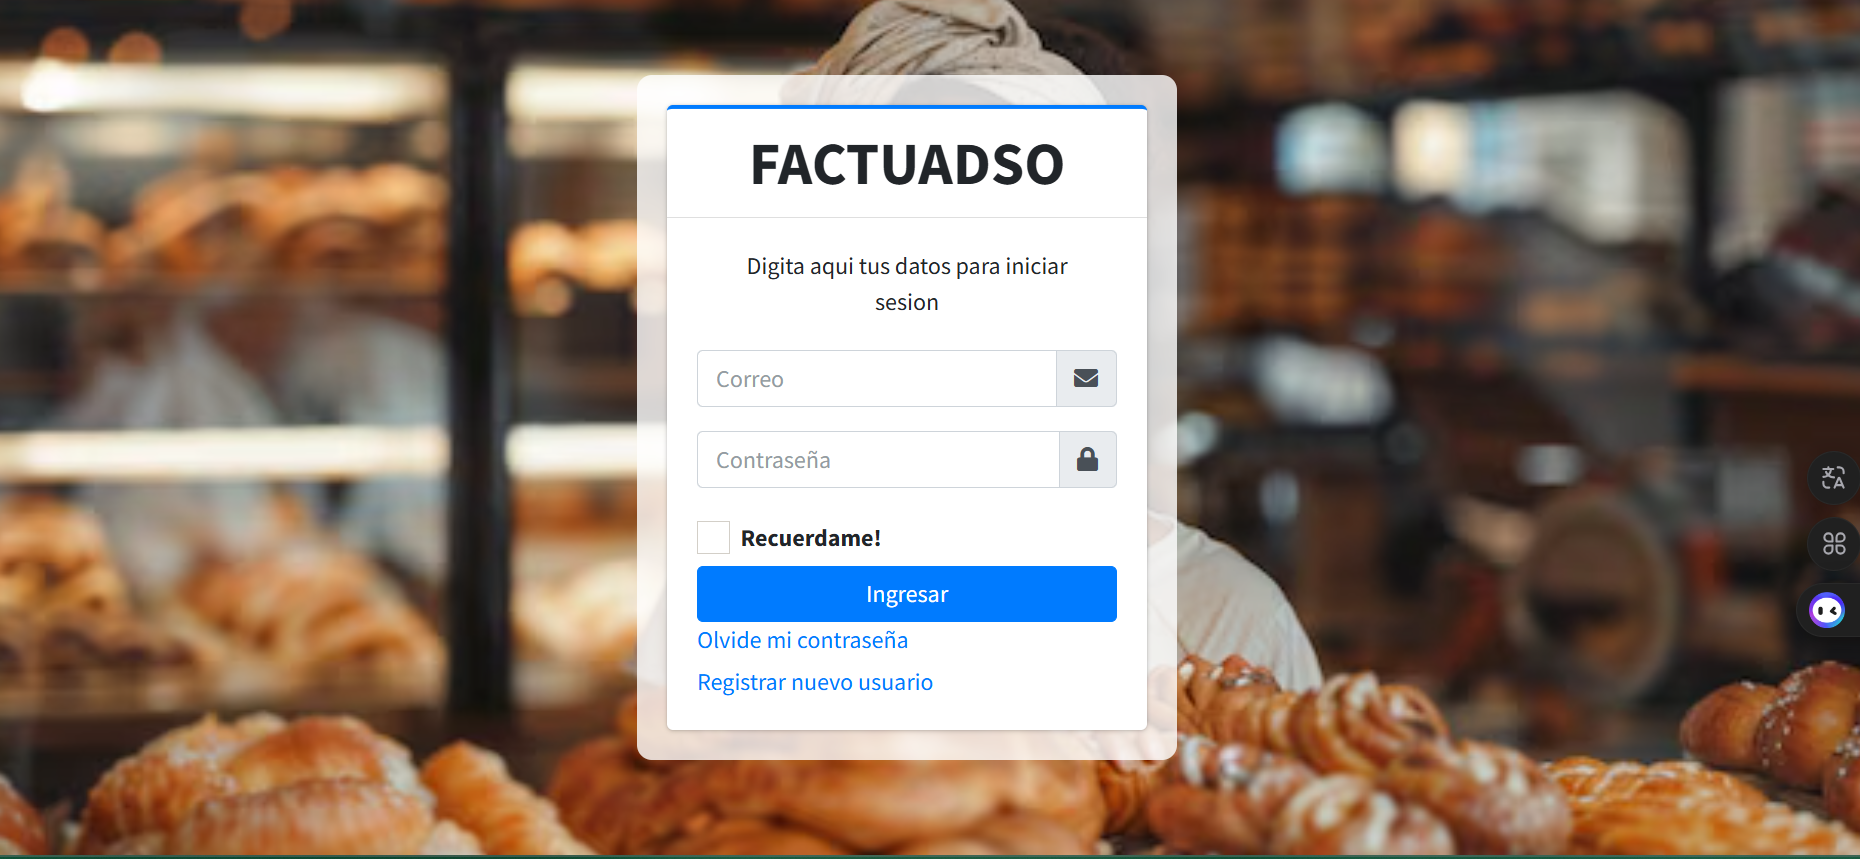 FACTUADSO
Digita aqui tus datos para iniciar
sesion
Correo
Contraseña
Recuerdame!
Ingresar
Olvide mi contraseña
Registrar nuevo usuario